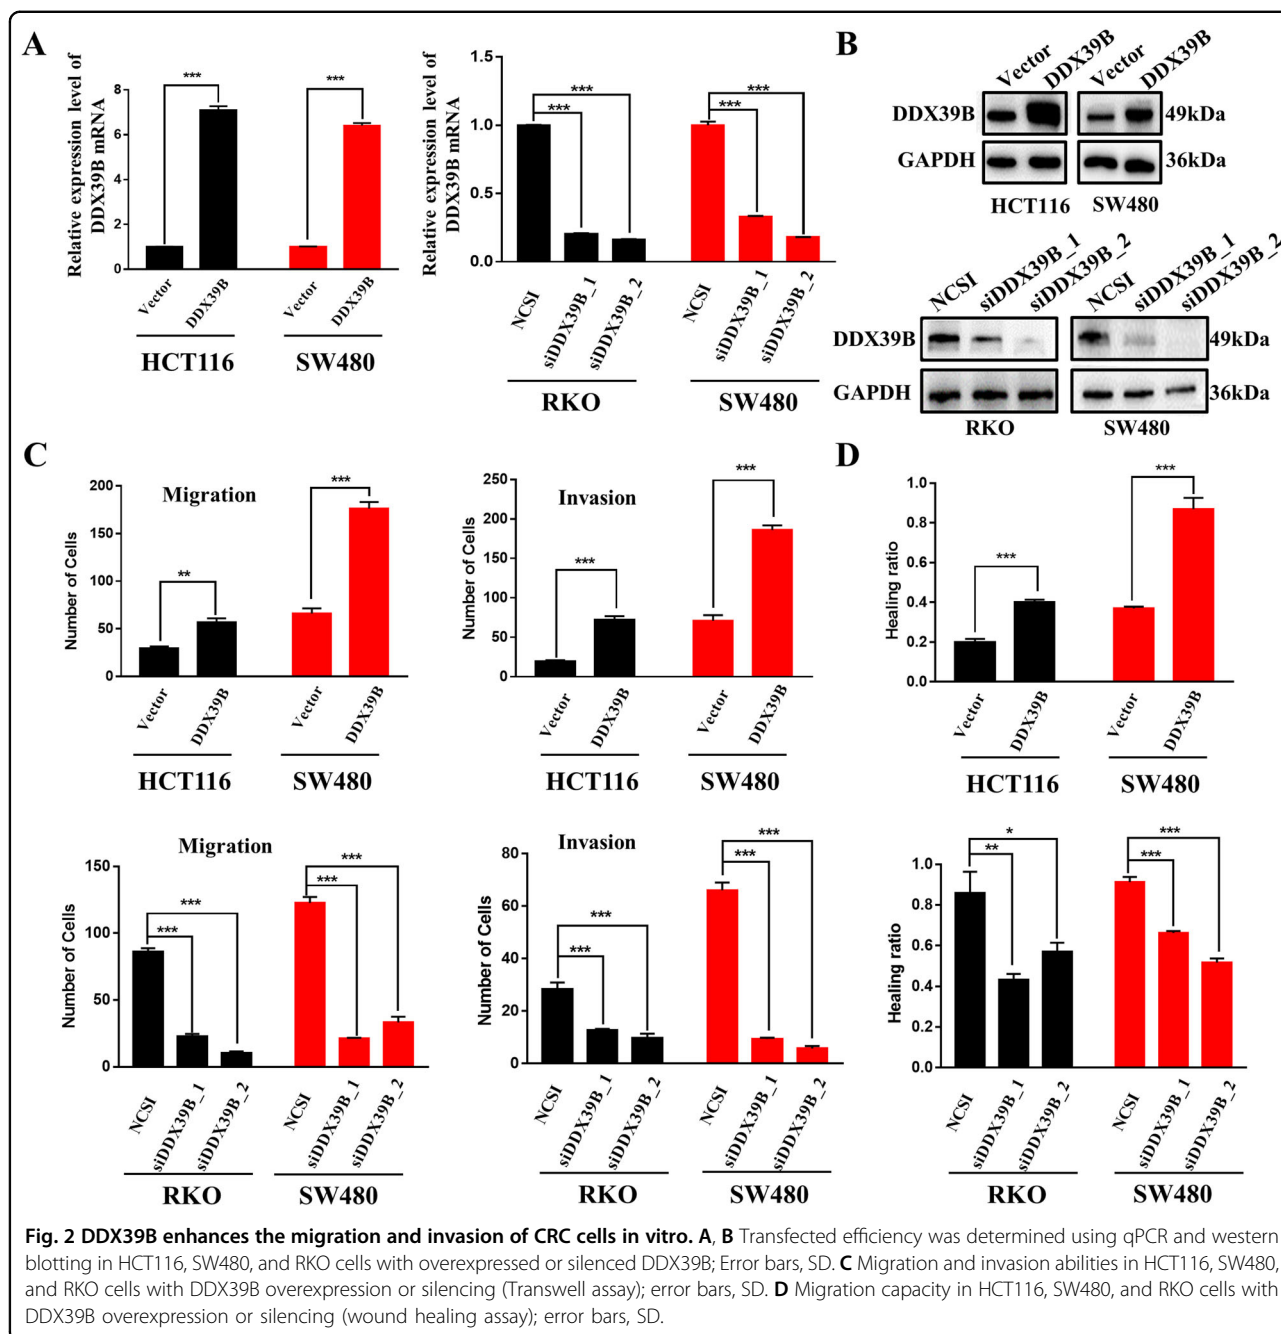 A
Relative expression level of
DDX39B mRNA
8
6
4
2
1
0
***
***
Vector
DDX39B
Vector
DDX39B
HCT116
SW480
Relative expression level of
DDX39B mRNA
1.5
1.0
0.5
0.0
***
***
***
***
NCSI
siDDX39B_1
siDDX39B_2
NCSI
siDDX39B_1
siDDX39B_2
RKO
SW480
B
Vector
DDX39B
Vector
DDX39B
DDX39B
49kDa
GAPDH
36kDa
HCT116
SW480
NCSI
siDDX39B_1
siDDX39B_2
NCSI
siDDX39B_1
siDDX39B_2
DDX39B
49kDa
GAPDH
36kDa
RKO
SW480
C
Migration
Number of Cells
200
150
100
50
0
**
***
Vector
DDX39B
Vector
DDX39B
HCT116
SW480
Invasion
Number of Cells
250
200
150
100
50
0
***
***
Vector
DDX39B
Vector
DDX39B
HCT116
SW480
D
Healing ratio
1.0
0.8
0.6
0.4
0.2
0.0
***
***
Vector
DDX39B
Vector
DDX39B
HCT116
SW480
Migration
Number of Cells
150
100
50
0
***
***
***
***
NCSI
siDDX39B_1
siDDX39B_2
NCSI
siDDX39B_1
siDDX39B_2
RKO
SW480
Invasion
Number of Cells
80
60
40
20
0
***
***
***
***
NCSI
siDDX39B_1
siDDX39B_2
NCSI
siDDX39B_1
siDDX39B_2
RKO
SW480
Healing ratio
1.0
0.8
0.6
0.4
0.2
0.0
*
**
***
***
NCSI
siDDX39B_1
siDDX39B_2
NCSI
siDDX39B_1
siDDX39B_2
RKO
SW480
Fig. 2 DDX39B enhances the migration and invasion of CRC cells in vitro. A, B Transfected efficiency was determined using qPCR and western
blotting in HCT116, SW480, and RKO cells with overexpressed or silenced DDX39B; Error bars, SD. C Migration and invasion abilities in HCT116, SW480,
and RKO cells with DDX39B overexpression or silencing (Transwell assay); error bars, SD. D Migration capacity in HCT116, SW480, and RKO cells with
DDX39B overexpression or silencing (wound healing assay); error bars, SD.